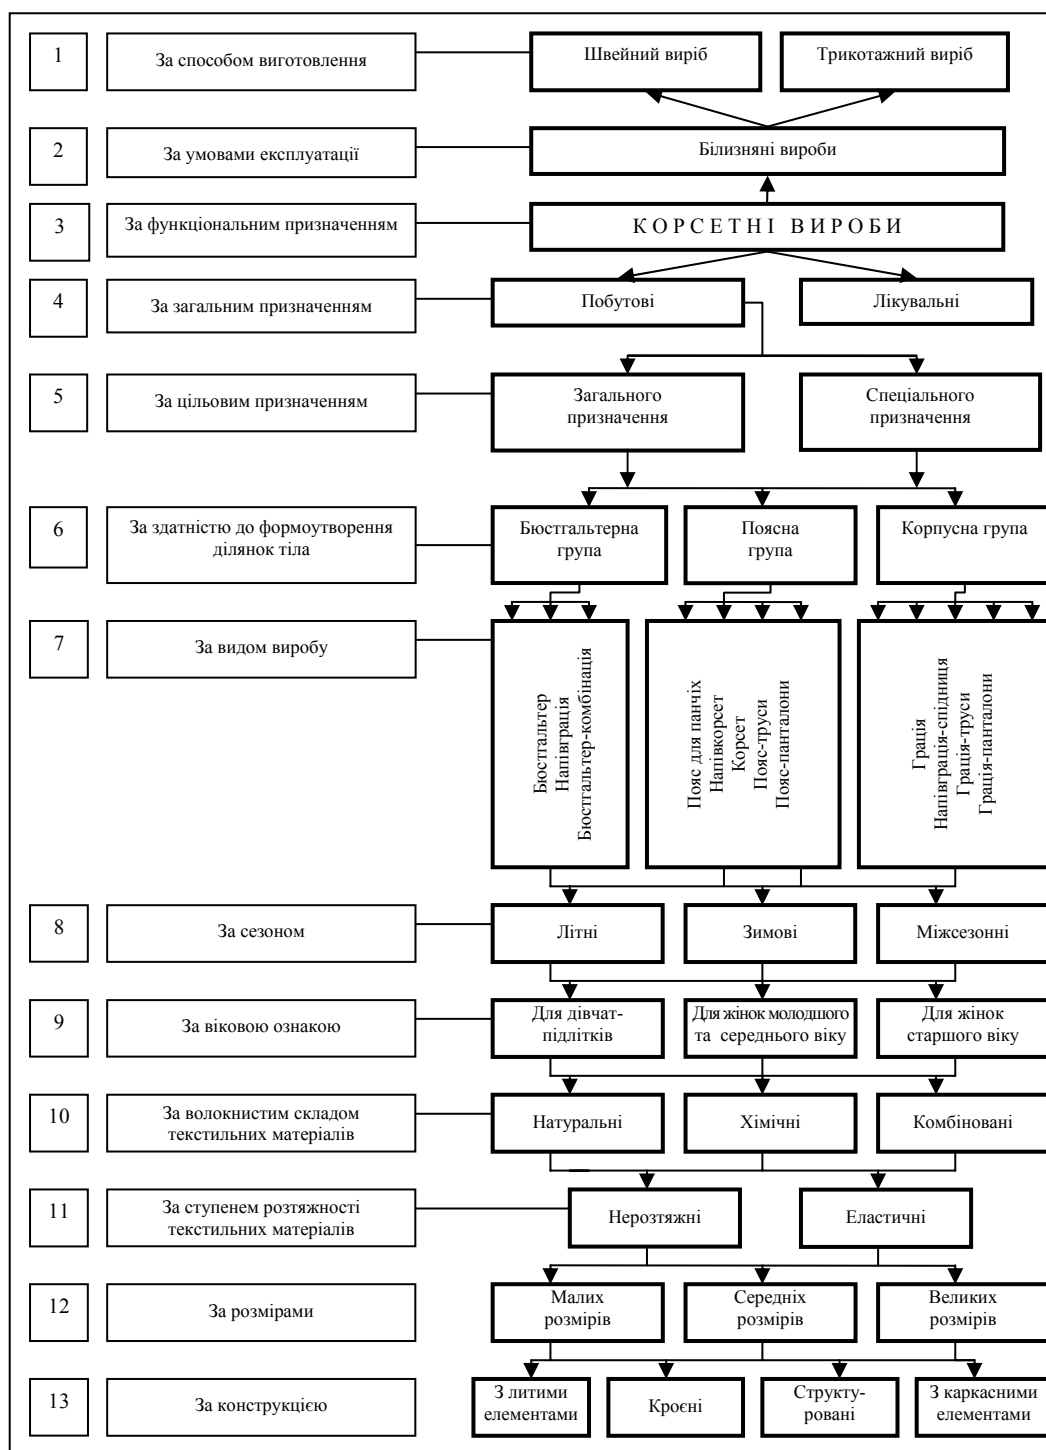 1
За способом виготовлення
Швейний виріб
Трикотажний виріб
2
За умовами експлуатації
Білизняні вироби
3
За функціональним призначенням
КОРСЕТНІ ВИРОБИ
4
За загальним призначенням
Побутові
Лікувальні
5
За цільовим призначенням
Загального
призначення
Спеціального
призначення
6
За здатністю до формоутворення
ділянок тіла
Бюстгальтерна
група
Поясна
група
Корпусна група
7
За видом виробу
Бюстгальтер
Напівграція
Бюстгальтер-комбінація
Пояс для панчіх
Напівкорсет
Корсет
Пояс-труси
Пояс-панталони
Грація
Напівграція-спідниця
Грація-труси
Грація-панталони
8
За сезоном
Літні
Зимові
Міжсезонні
9
За віковою ознакою
Для дівчат-
підлітків
Для жінок молодшого
та середнього віку
Для жінок
старшого віку
10
За волокнистим складом
текстильних матеріалів
Натуральні
Хімічні
Комбіновані
11
За ступенем розтяжності
текстильних матеріалів
Нерозтяжні
Еластичні
12
За розмірами
Малих
розмірів
Середніх
розмірів
Великих
розмірів
13
За конструкцією
З литими
елементами
Кроєні
Структу-
ровані
З каркасними
елементами